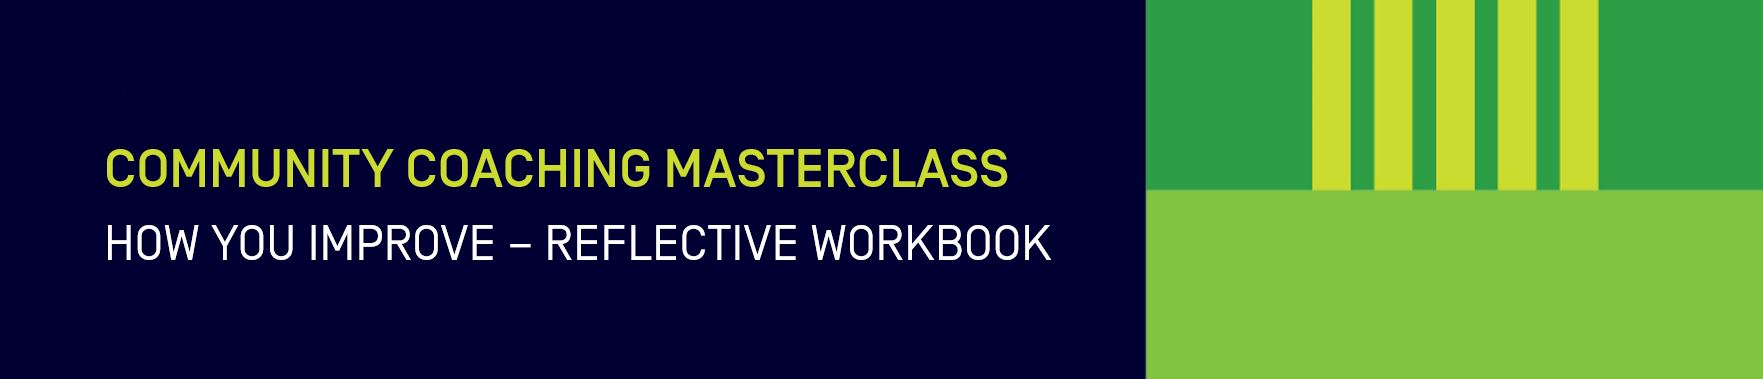 COMMUNITY COACHING MASTERCLASS
HOW YOU IMPROVE – REFLECTIVE WORKBOOK